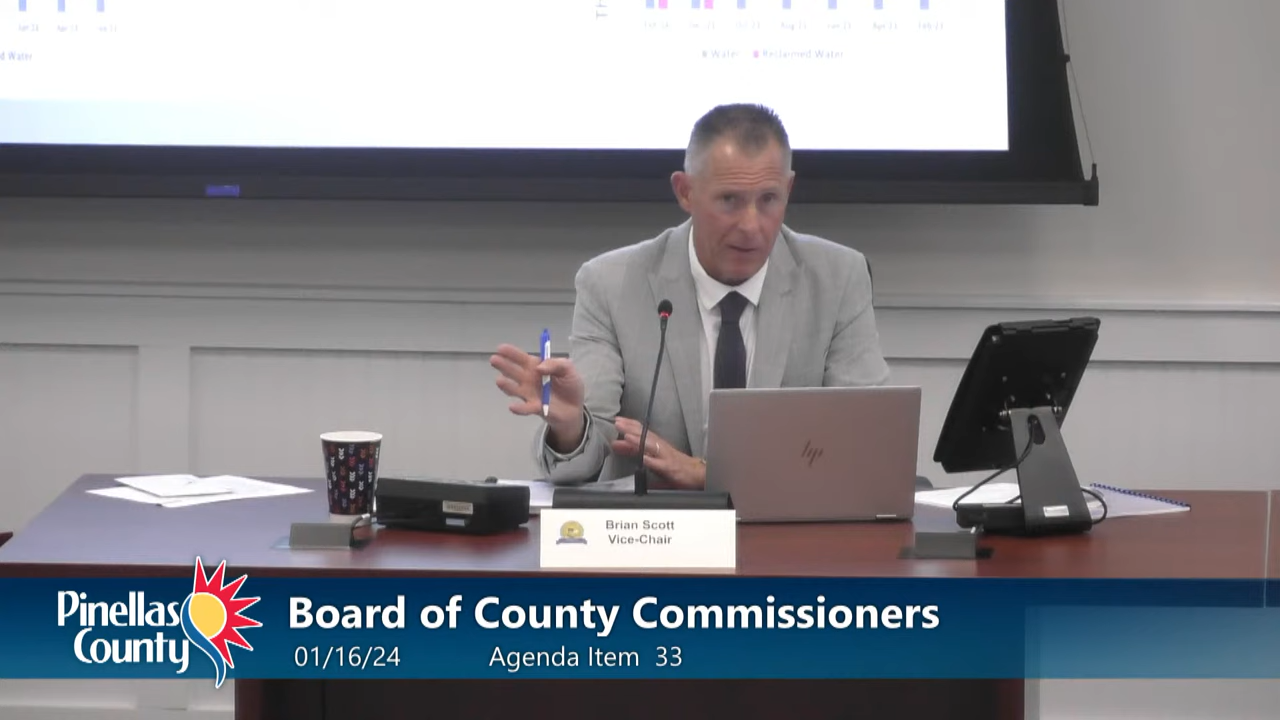 Water
Reclaimed Water
d Water
hp
Brian Scott
Vice-Chair
Pinellas
County
Board of County Commissioners
01/16/24
Agenda Item 33